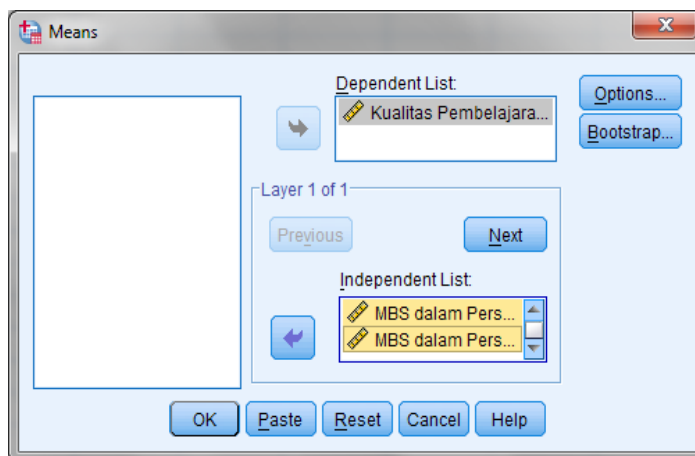 Means
Dependent List:
Kualitas Pembelajara...
Options...
Bootstrap...
Layer 1 of 1
Previous
Next
Independent List:
MBS dalam Pers...
MBS dalam Pers...
OK
Paste
Reset
Cancel
Help